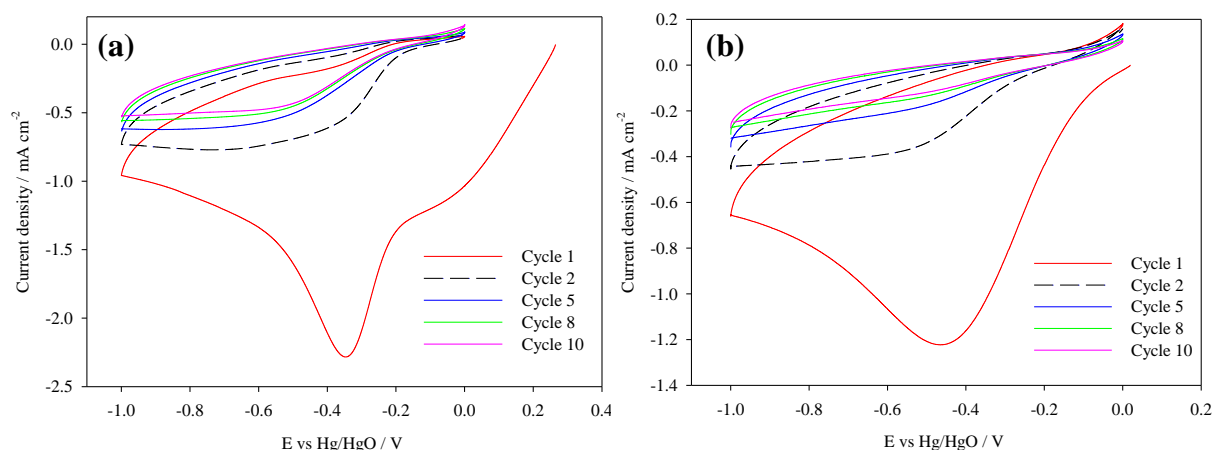 (a)
Current density / mA cm-2
0.0
-0.5
-1.0
-1.5
-2.0
-2.5
-1.0 -0.8 -0.6 -0.4 -0.2 0.0 0.2 0.4
E vs Hg/HgO / V
Cycle 1
Cycle 2
Cycle 5
Cycle 8
Cycle 10
(b)
Current density / mA cm-2
0.2
0.0
-0.2
-0.4
-0.6
-0.8
-1.0
-1.2
-1.4
-1.0 -0.8 -0.6 -0.4 -0.2 0.0 0.2
E vs Hg/HgO / V
Cycle 1
Cycle 2
Cycle 5
Cycle 8
Cycle 10